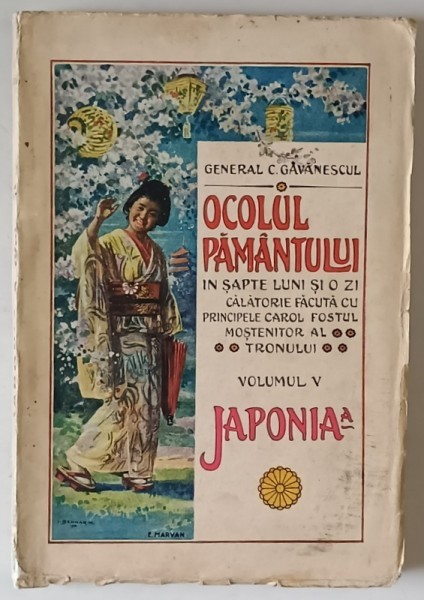 GENERAL C. GĂVĂNESCUL
OCOLUL
PĂMÂNTULUI
IN ŞAPTE LUNI ŞI O ZI
CĂLĂTORIE FĂCUTĂ CU
PRINCIPELE CAROL FOSTUL
MOŞTENITOR AL
TRONULUI
VOLUMUL V
JAPONIA A
E. MARVAN